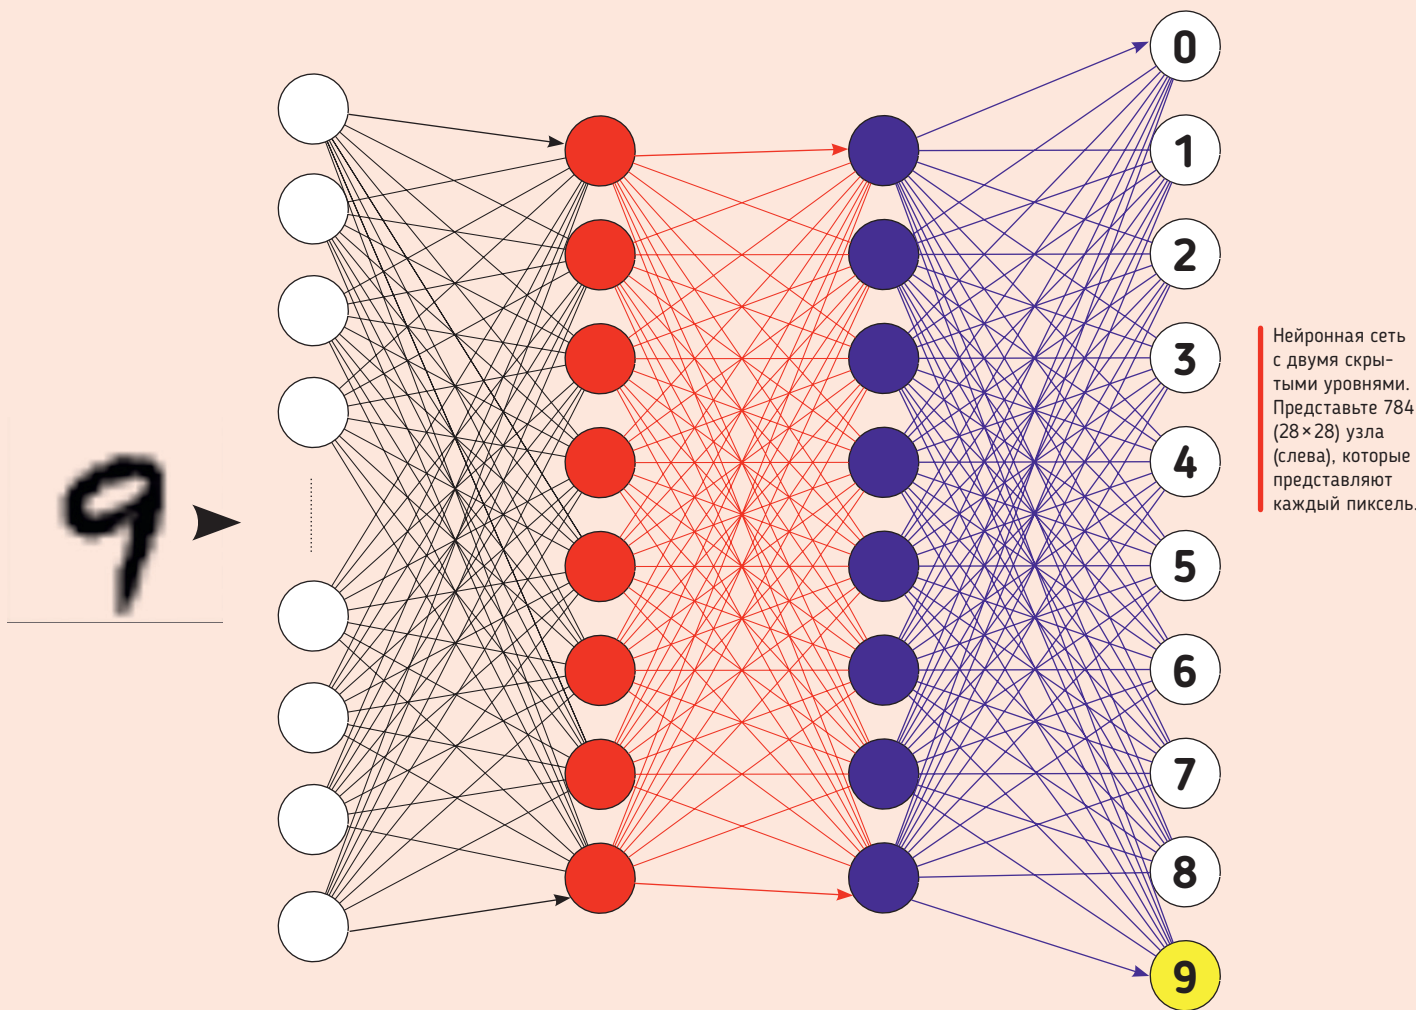 0
1
2
3
4
5
6
7
8
9
9
Нейронная сеть
с двумя скры-
тыми уровнями.
Представьте 784
(28×28) узла
(слева), которые
представляют
каждый пиксель.